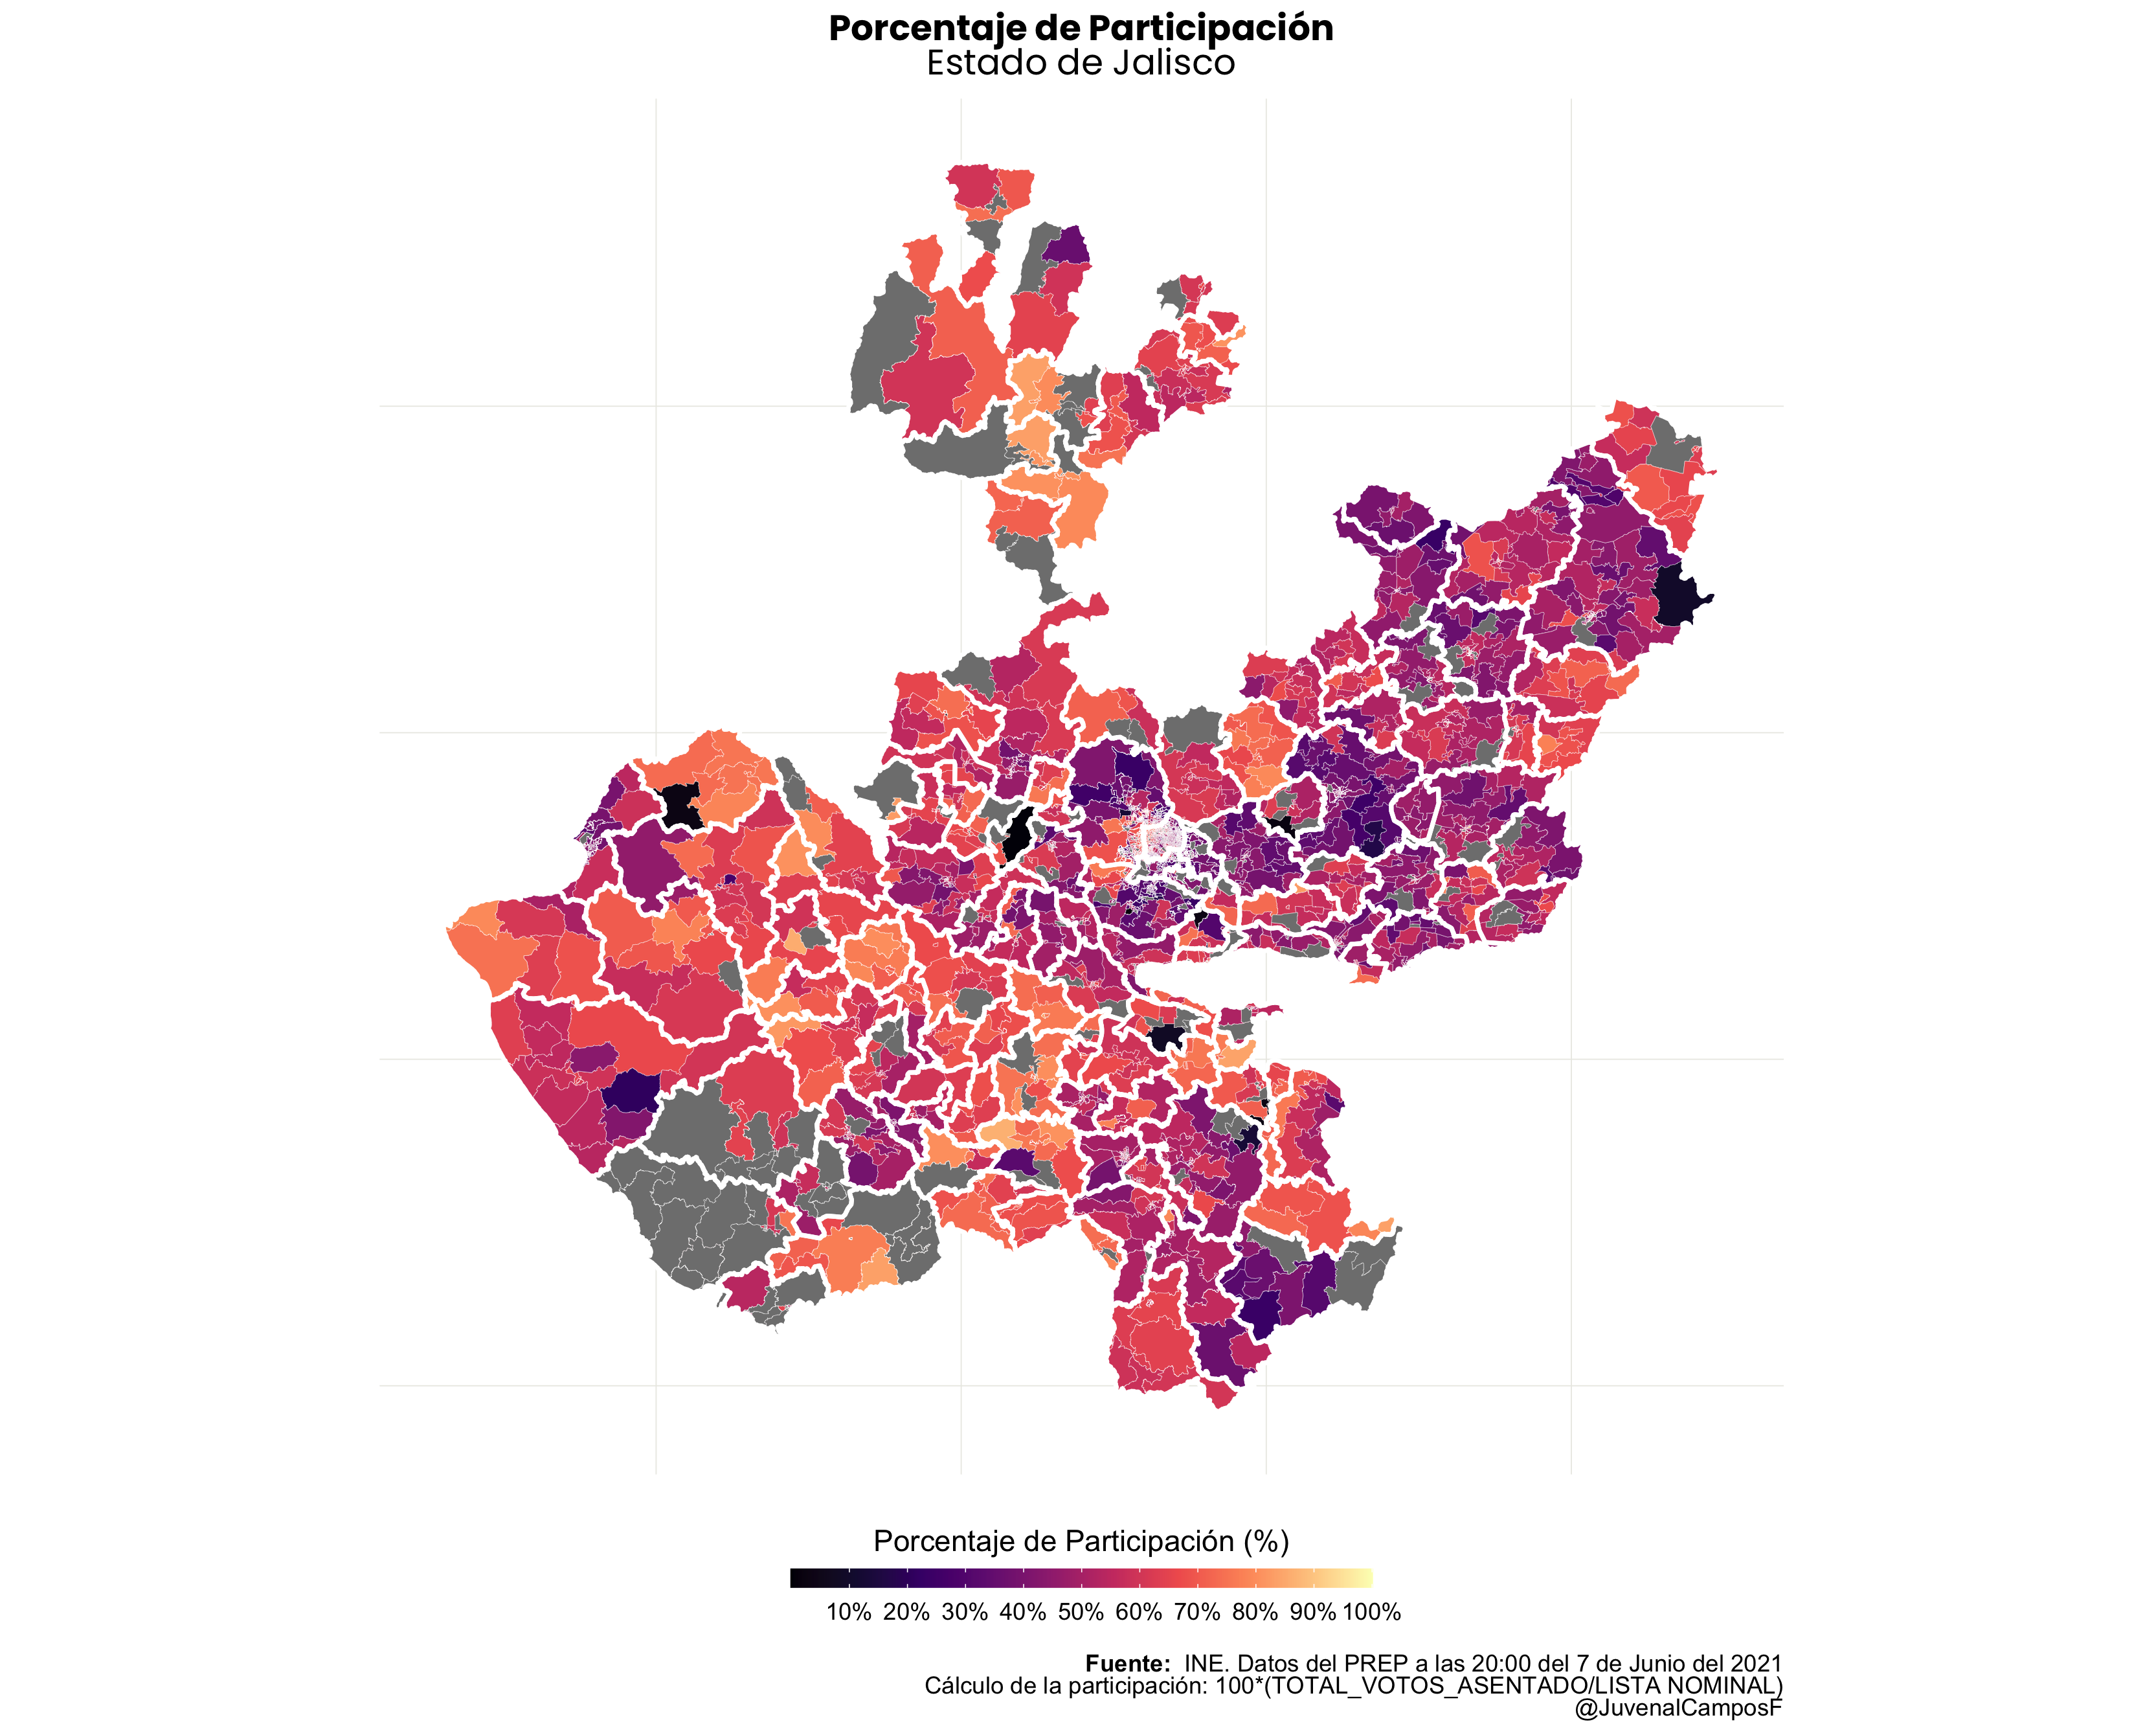 Porcentaje de Participación
Estado de Jalisco
Porcentaje de Participación (%)
10% 20% 30% 40% 50% 60% 70% 80% 90% 100%
Fuente: INE. Datos del PREP a las 20:00 del 7 de Junio del 2021
Cálculo de la participación: 100*(TOTAL_VOTOS_ASENTADO/LISTA NOMINAL)
@JuvenalCamposF